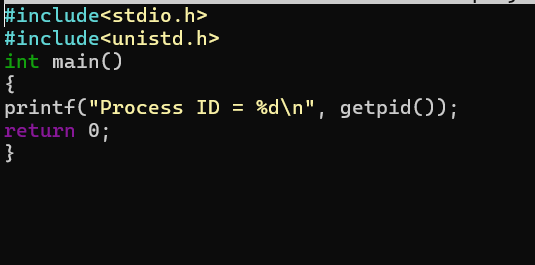 #include<stdio.h>
#include<unistd.h>
int main()
{
printf("Process ID = %d\n", getpid());
return 0;
}